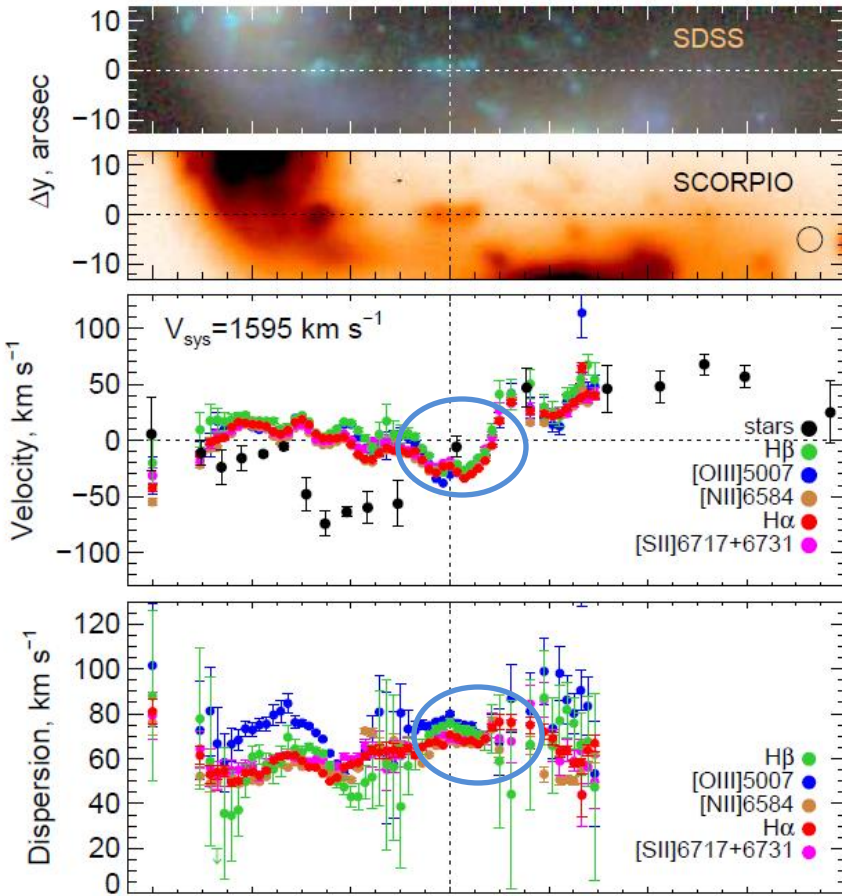 SDSS
10
0
−10
Δy, arcsec
SCORPIO
10
0
−10
V_sys=1595 km s⁻¹
100
50
0
−50
−100
Velocity, km s⁻¹
stars
Hβ
[OIII]5007
[NII]6584
Hα
[SII]6717+6731
120
100
80
60
40
20
0
Dispersion, km s⁻¹
Hβ
[OIII]5007
[NII]6584
Hα
[SII]6717+6731